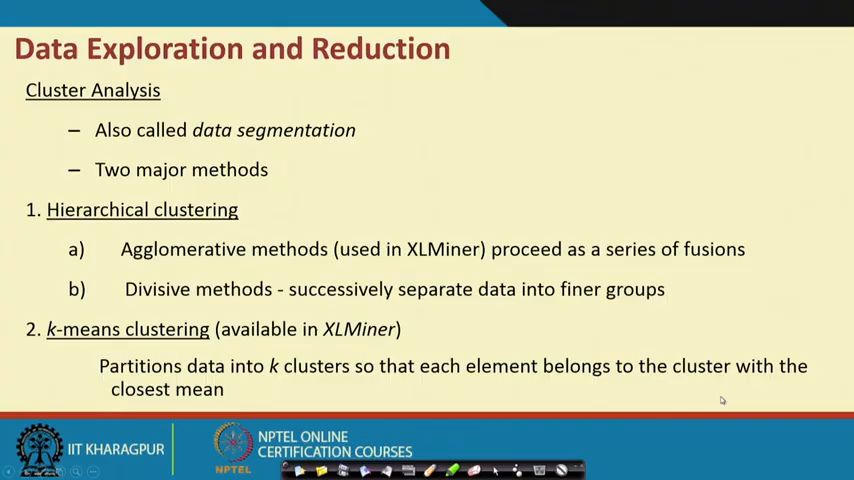 Data Exploration and Reduction
Cluster Analysis
– Also called data segmentation
– Two major methods
1. Hierarchical clustering
a) Agglomerative methods (used in XLMiner) proceed as a series of fusions
b) Divisive methods - successively separate data into finer groups
2. k-means clustering (available in XLMiner)
Partitions data into k clusters so that each element belongs to the cluster with the
closest mean
IIT KHARAGPUR
NPTEL
NPTEL ONLINE
CERTIFICATION COURSES